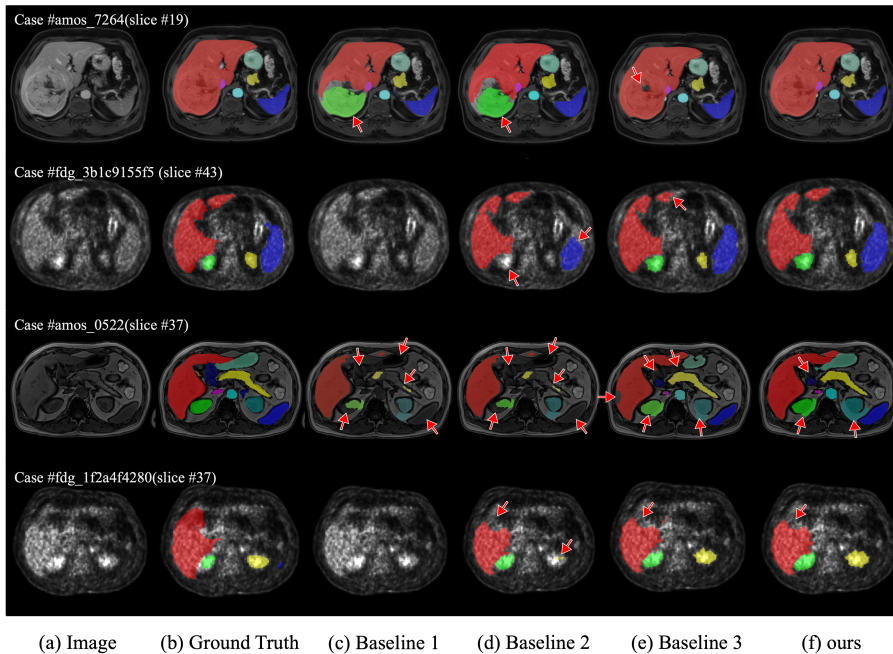 Case #amos_7264(slice #19)
Case #fdg_3b1c9155f5 (slice #43)
Case #amos_0522(slice #37)
Case #fdg_1f2a4f4280(slice #37)
(a) Image (b) Ground Truth (c) Baseline 1 (d) Baseline 2 (e) Baseline 3 (f) ours